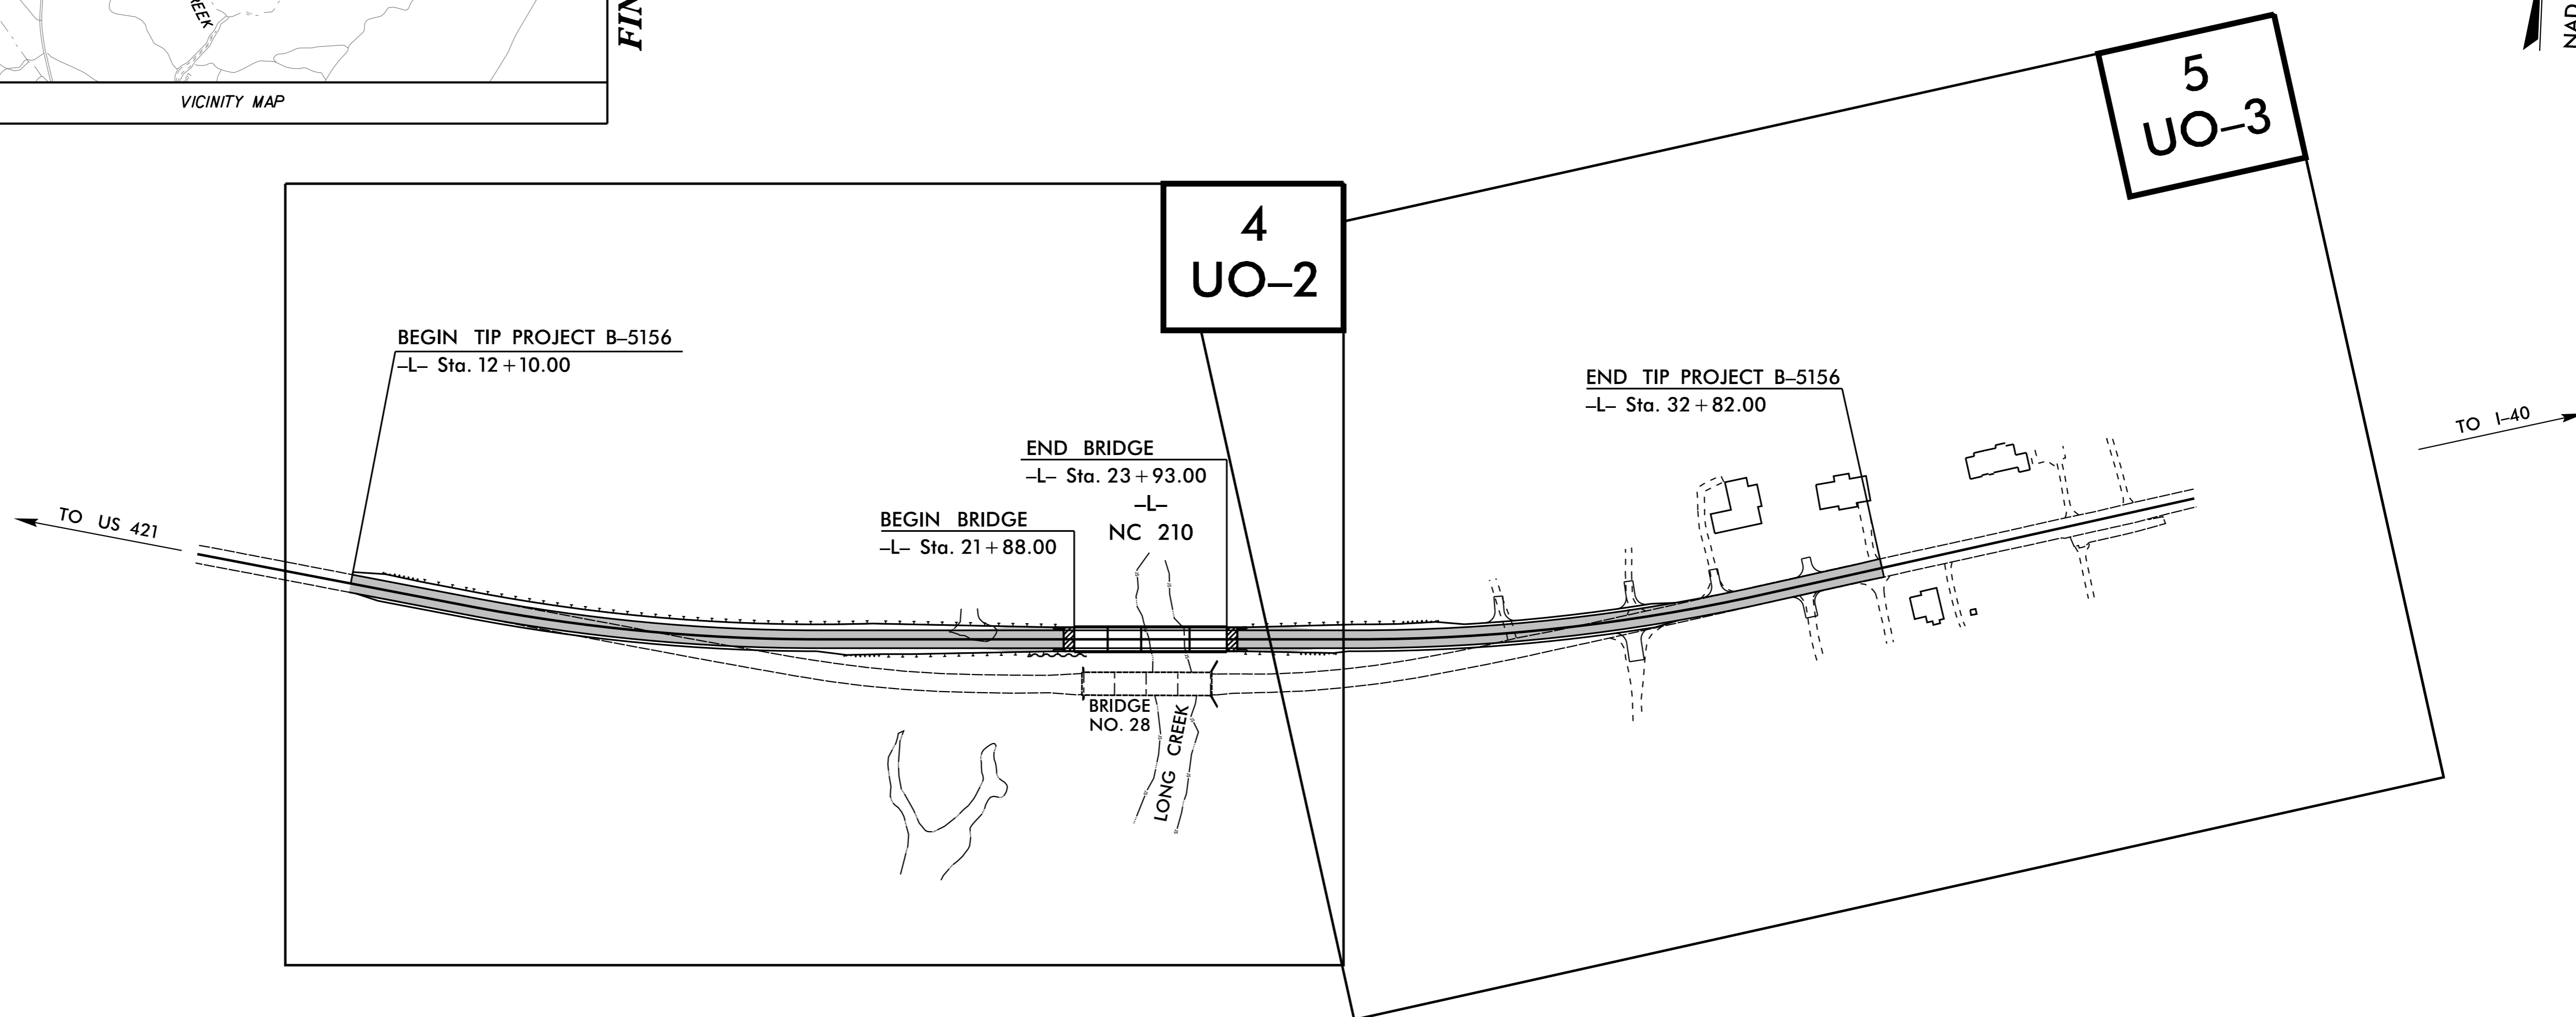 VICINITY MAP
5
UO–3
4
UO–2
BEGIN TIP PROJECT B–5156
–L– Sta. 12+10.00
END TIP PROJECT B–5156
–L– Sta. 32+82.00
TO I–40
END BRIDGE
–L– Sta. 23+93.00
–L–
NC 210
BEGIN BRIDGE
–L– Sta. 21+88.00
TO US 421
BRIDGE
NO. 28
LONG CREEK
NAD